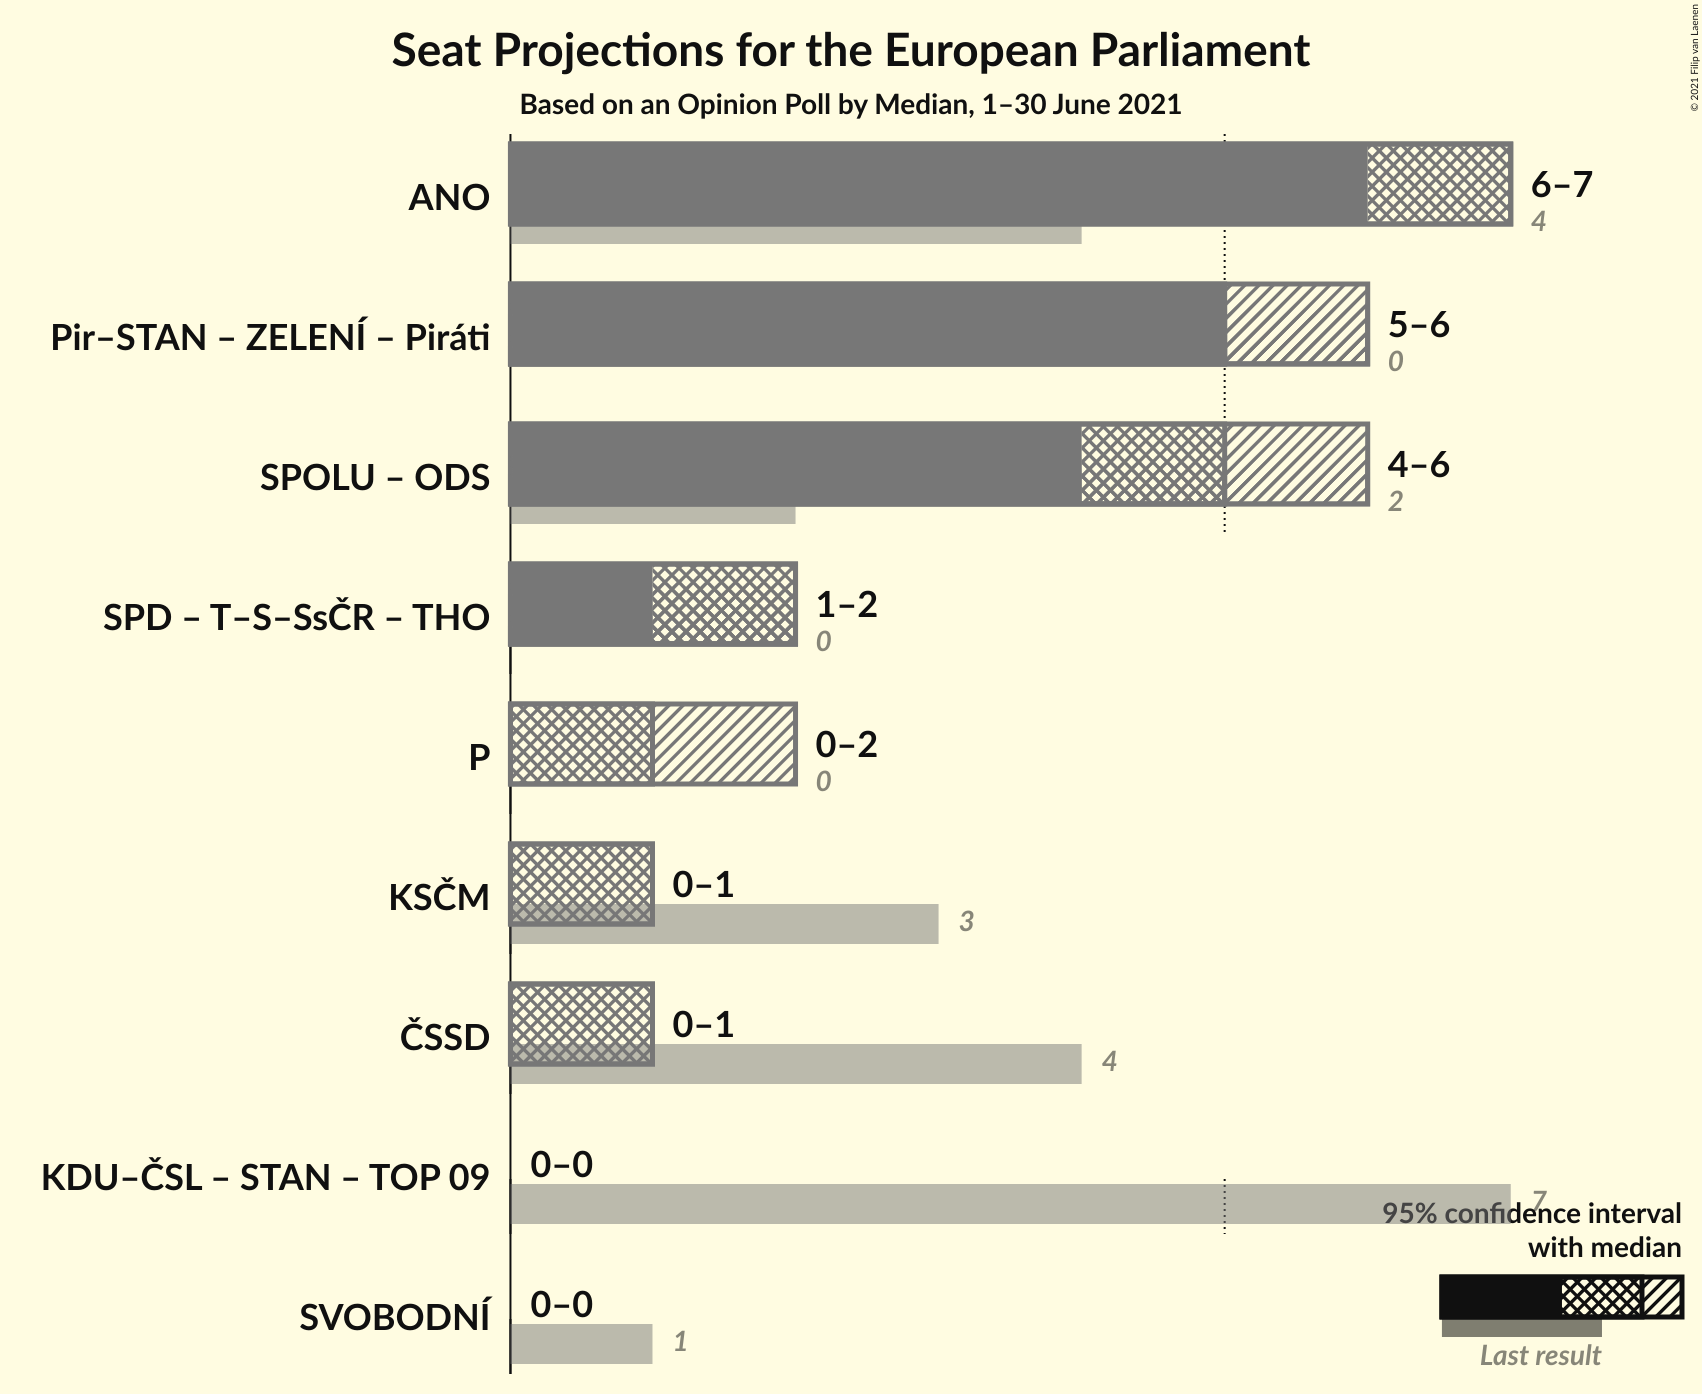 Seat Projections for the European Parliament
Based on an Opinion Poll by Median, 1–30 June 2021
© 2021 Filip van Laenen
ANO
6–7
4
Pir–STAN – ZELENÍ – Piráti
5–6
0
SPOLU – ODS
4–6
2
SPD – T–S–SsČR – THO
1–2
0
P
0–2
0
KSČM
0–1
3
ČSSD
0–1
4
KDU–ČSL – STAN – TOP 09
0–0
7
SVOBODNÍ
0–0
1
95% confidence interval
with median
Last result